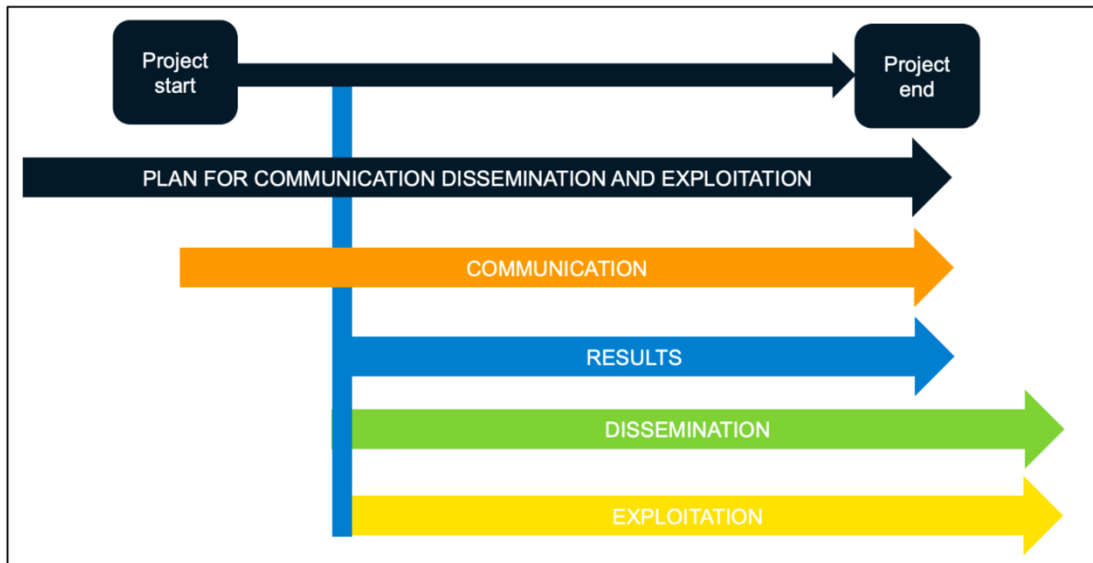 Project
start
Project
end
PLAN FOR COMMUNICATION DISSEMINATION AND EXPLOITATION
COMMUNICATION
RESULTS
DISSEMINATION
EXPLOITATION